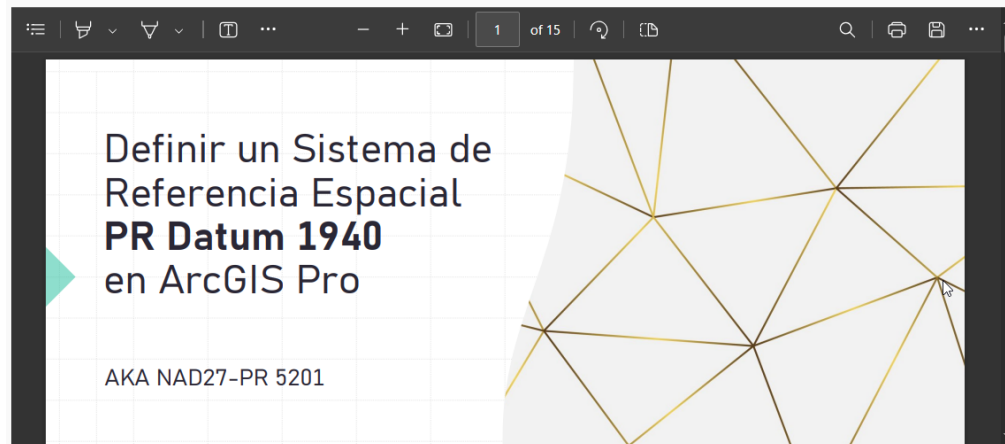 1 of 15
Definir un Sistema de
Referencia Espacial
PR Datum 1940
en ArcGIS Pro
AKA NAD27-PR 5201